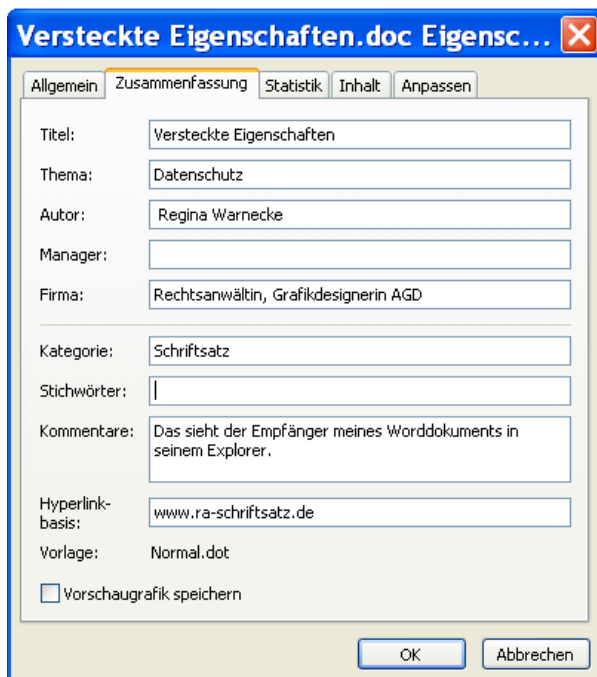 Versteckte Eigenschaften.doc Eigensc...
Allgemein Zusammenfassung Statistik Inhalt Anpassen
Titel: Versteckte Eigenschaften
Thema: Datenschutz
Autor: Regina Warnecke
Manager:
Firma: Rechtsanwältin, Grafikdesignerin AGD
Kategorie: Schriftsatz
Stichwörter:
Kommentare: Das sieht der Empfänger meines Worddokuments in
seinem Explorer.
Hyperlink-
basis: www.ra-schriftsatz.de
Vorlage: Normal.dot
Vorschaugrafik speichern
OK Abbrechen